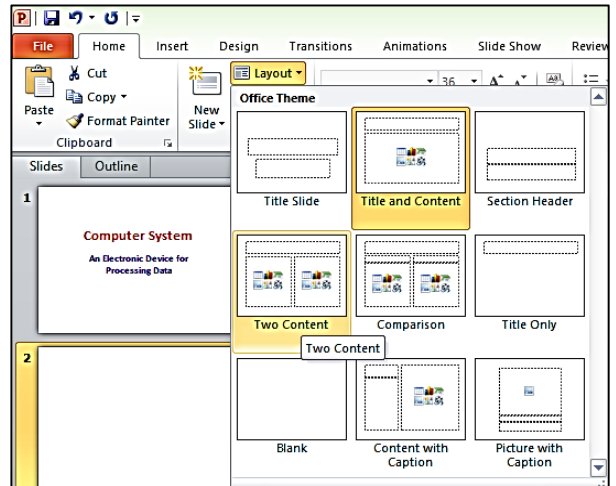 P
File Home Insert Design Transitions Animations Slide Show Review
Cut
Copy
Format Painter
Paste
Clipboard
New
Slide
Layout
36
Slides Outline
Office Theme
Title Slide Title and Content Section Header
Two Content Comparison Title Only
Two Content
Blank Content with Caption Picture with Caption
1
Computer System
An Electronic Device for
Processing Data
2